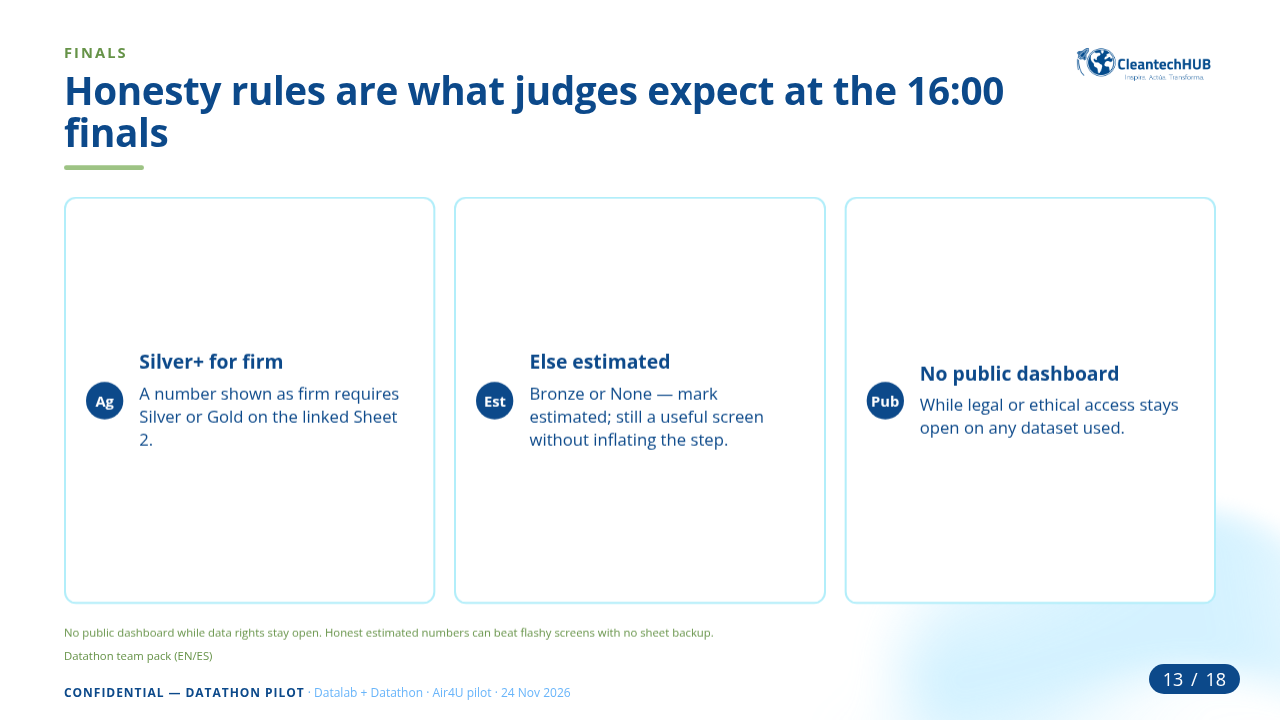 FINALS
Honesty rules are what judges expect at the 16:00
finals
CleantechHUB
Inspira. Actúa. Transforma.
Ag
Silver+ for firm
A number shown as firm requires
Silver or Gold on the linked Sheet
2.
Est
Else estimated
Bronze or None — mark
estimated; still a useful screen
without inflating the step.
Pub
No public dashboard
While legal or ethical access stays
open on any dataset used.
No public dashboard while data rights stay open. Honest estimated numbers can beat flashy screens with no sheet backup.
Datathon team pack (EN/ES)
CONFIDENTIAL — DATATHON PILOT · Datalab + Datathon · Air4U pilot · 24 Nov 2026
13 / 18